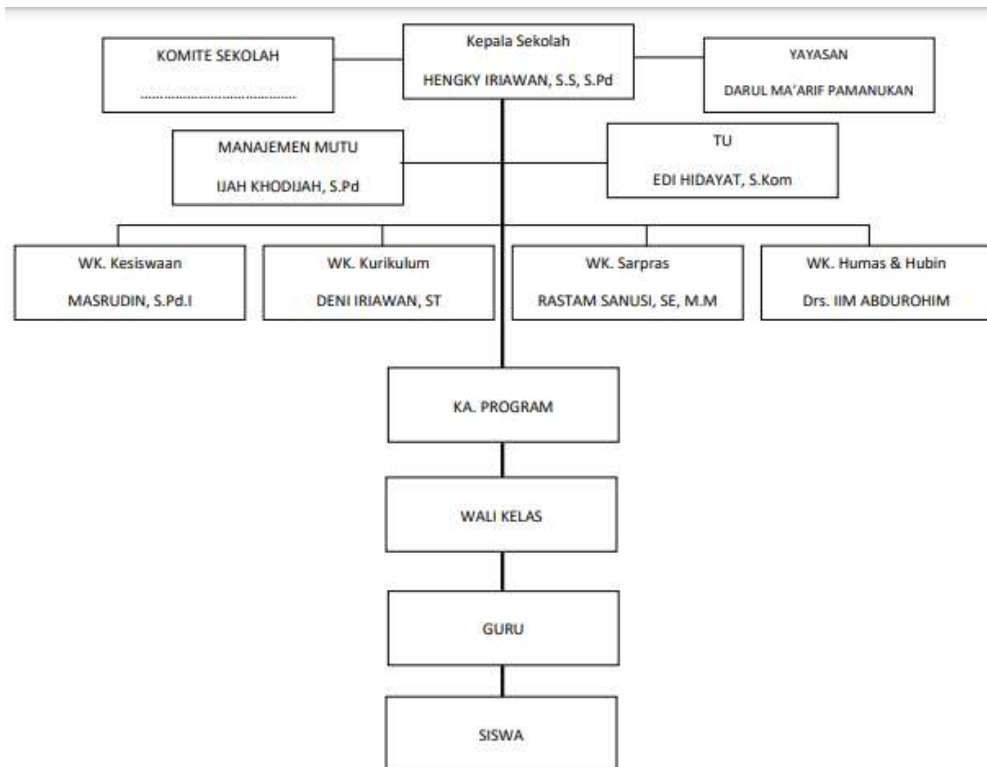 KOMITE SEKOLAH
............................................
Kepala Sekolah
HENGKY IRIAWAN, S.S, S.Pd
YAYASAN
DARUL MA'ARIF PAMANUKAN
MANAJEMEN MUTU
IJAH KHODIJAH, S.Pd
TU
EDI HIDAYAT, S.Kom
WK. Kesiswaan
MASRUDIN, S.Pd.I
WK. Kurikulum
DENI IRIAWAN, ST
WK. Sarpras
RASTAM SANUSI, SE, M.M
WK. Humas & Hubin
Drs. IIM ABDUROHIM
KA. PROGRAM
WALI KELAS
GURU
SISWA